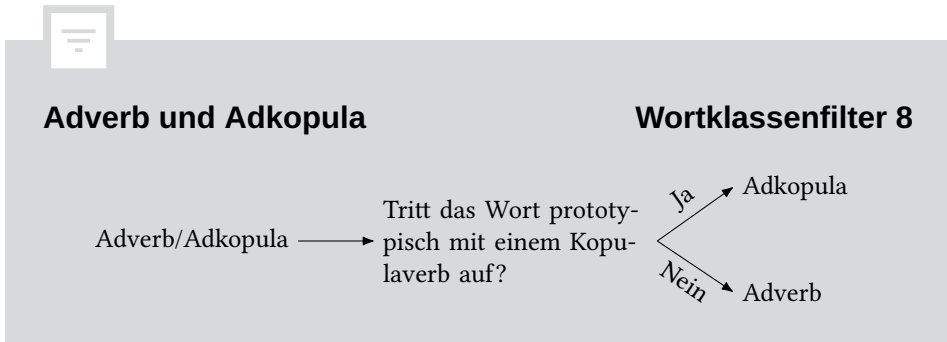 Adverb und Adkopula
Wortklassenfilter 8
Adverb/Adkopula
Tritt das Wort prototy-
pisch mit einem Kopu-
laverb auf?
Ja
Adkopula
Nein
Adverb